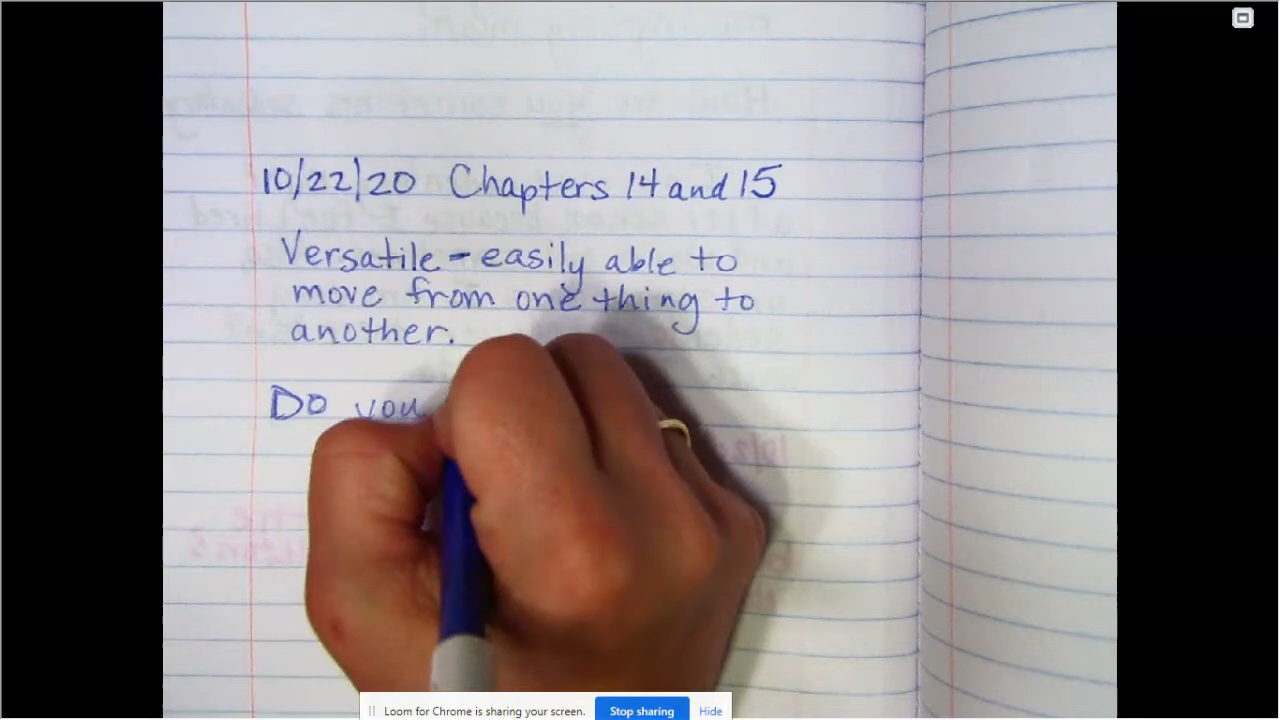 10/22/20 Chapters 14 and 15
Versatile - easily able to
move from one thing to
another.
Do you
Loom for Chrome is sharing your screen. Stop sharing Hide